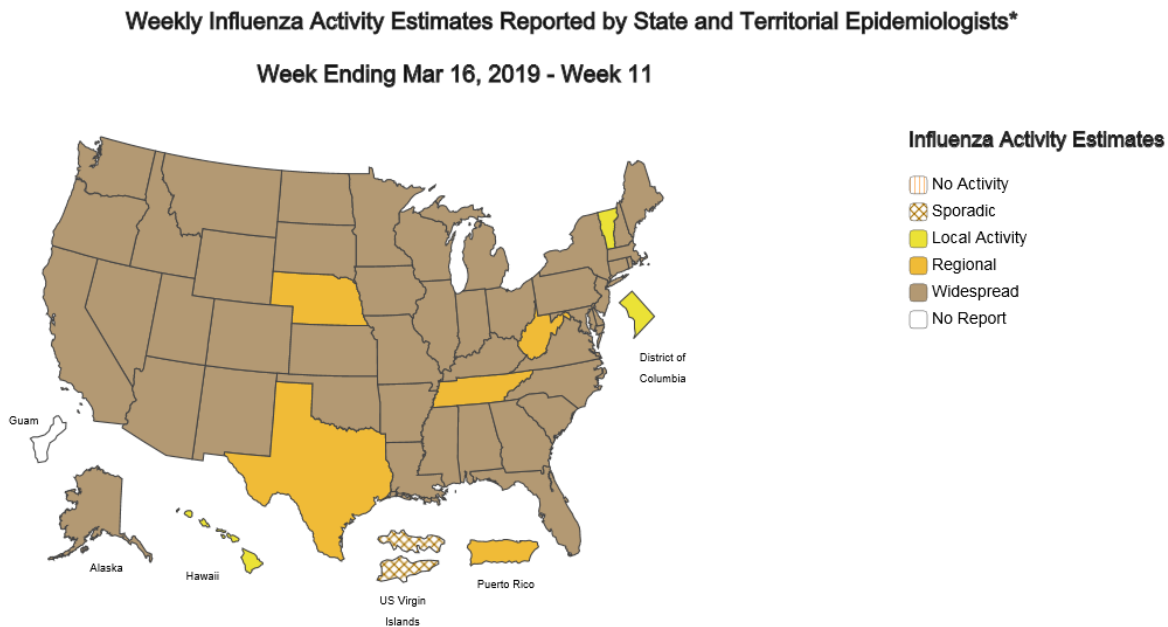 Weekly Influenza Activity Estimates Reported by State and Territorial Epidemiologists*
Week Ending Mar 16, 2019 - Week 11
Influenza Activity Estimates
No Activity
Sporadic
Local Activity
Regional
Widespread
No Report
District of
Columbia
Guam
Alaska
Hawaii
US Virgin
Islands
Puerto Rico